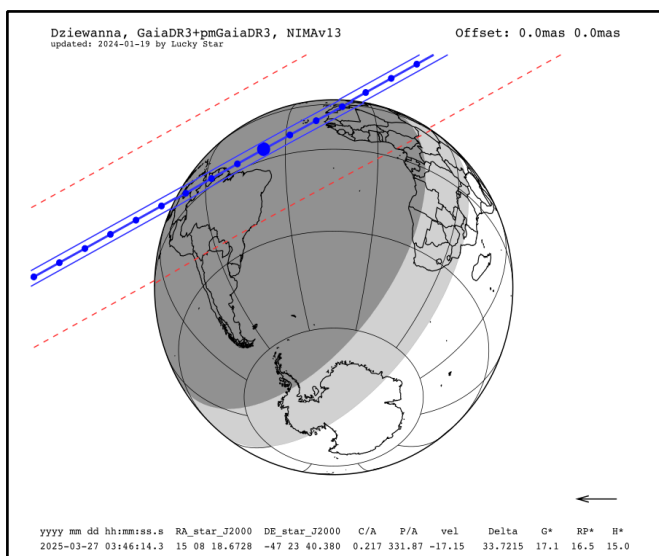 Dziewanna, GaiaDR3+pmGaiaDR3, NIMAv13 Offset: 0.0mas 0.0mas
updated: 2024-01-19 by Lucky Star
yyyy mm dd hh:mm:ss.s RA_star_J2000 DE_star_J2000 C/A P/A vel Delta G* RP* H*
2025-03-27 03:46:14.3 15 08 18.6728 -47 23 40.380 0.217 331.87 -17.15 33.7215 17.1 16.5 15.0